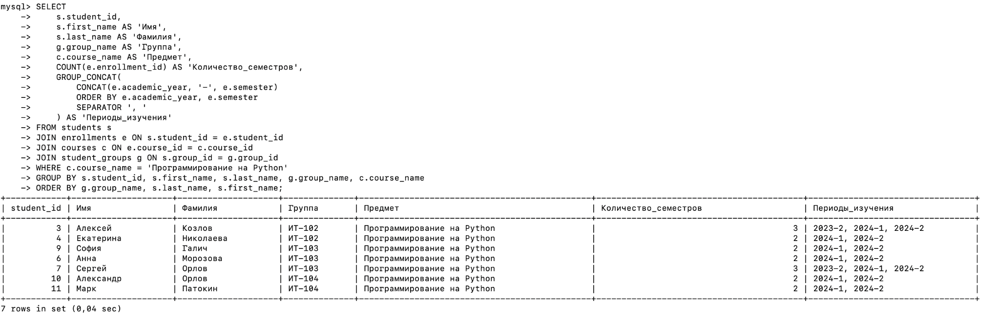 mysql> SELECT
    ->     s.student_id,
    ->     s.first_name AS 'Имя',
    ->     s.last_name AS 'Фамилия',
    ->     g.group_name AS 'Группа',
    ->     c.course_name AS 'Предмет',
    ->     COUNT(e.enrollment_id) AS 'Количество_семестров',
    ->     GROUP_CONCAT(
    ->         CONCAT(e.academic_year, '-', e.semester)
    ->         ORDER BY e.academic_year, e.semester
    ->         SEPARATOR ', '
    ->     ) AS 'Периоды_изучения'
    -> FROM students s
    -> JOIN enrollments e ON s.student_id = e.student_id
    -> JOIN courses c ON e.course_id = c.course_id
    -> JOIN student_groups g ON s.group_id = g.group_id
    -> WHERE c.course_name = 'Программирование на Python'
    -> GROUP BY s.student_id, s.first_name, s.last_name, g.group_name, c.course_name
    -> ORDER BY g.group_name, s.last_name, s.first_name;
| student_id | Имя | Фамилия | Группа | Предмет | Количество_семестров | Периоды_изучения |
| 3 | Алексей | Козлов | ИТ-102 | Программирование на Python | 3 | 2023-2, 2024-1, 2024-2 |
| 4 | Екатерина | Николаева | ИТ-102 | Программирование на Python | 2 | 2024-1, 2024-2 |
| 9 | София | Галич | ИТ-103 | Программирование на Python | 2 | 2024-1, 2024-2 |
| 6 | Анна | Морозова | ИТ-103 | Программирование на Python | 2 | 2024-1, 2024-2 |
| 7 | Сергей | Орлов | ИТ-103 | Программирование на Python | 3 | 2023-2, 2024-1, 2024-2 |
| 10 | Александр | Орлов | ИТ-104 | Программирование на Python | 2 | 2024-1, 2024-2 |
| 11 | Марк | Патокин | ИТ-104 | Программирование на Python | 2 | 2024-1, 2024-2 |
7 rows in set (0,04 sec)